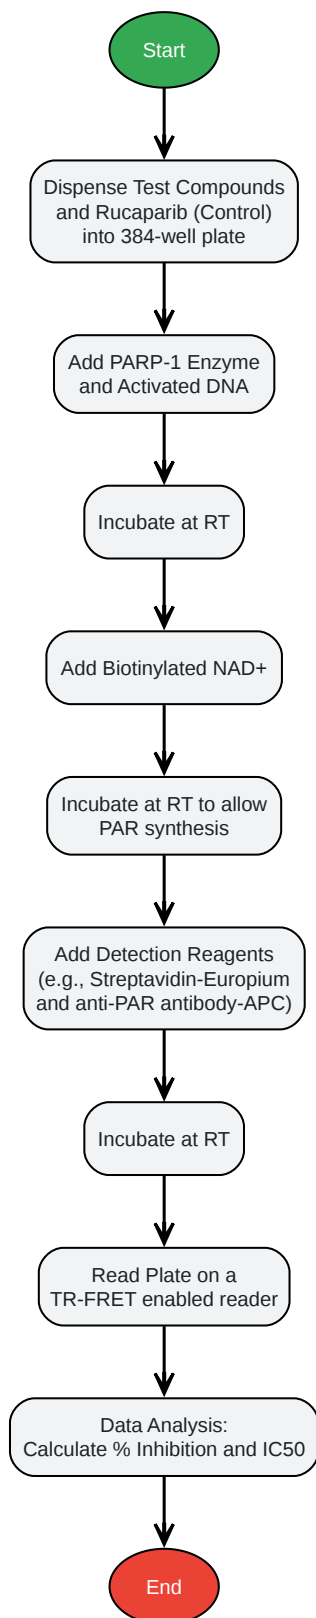 Start
Dispense Test Compounds
and Rucaparib (Control)
into 384-well plate
Add PARP-1 Enzyme
and Activated DNA
Incubate at RT
Add Biotinylated NAD+
Incubate at RT to allow
PAR synthesis
Add Detection Reagents
(e.g., Streptavidin-Europium
and anti-PAR antibody-APC)
Incubate at RT
Read Plate on a
TR-FRET enabled reader
Data Analysis:
Calculate % Inhibition and IC50
End